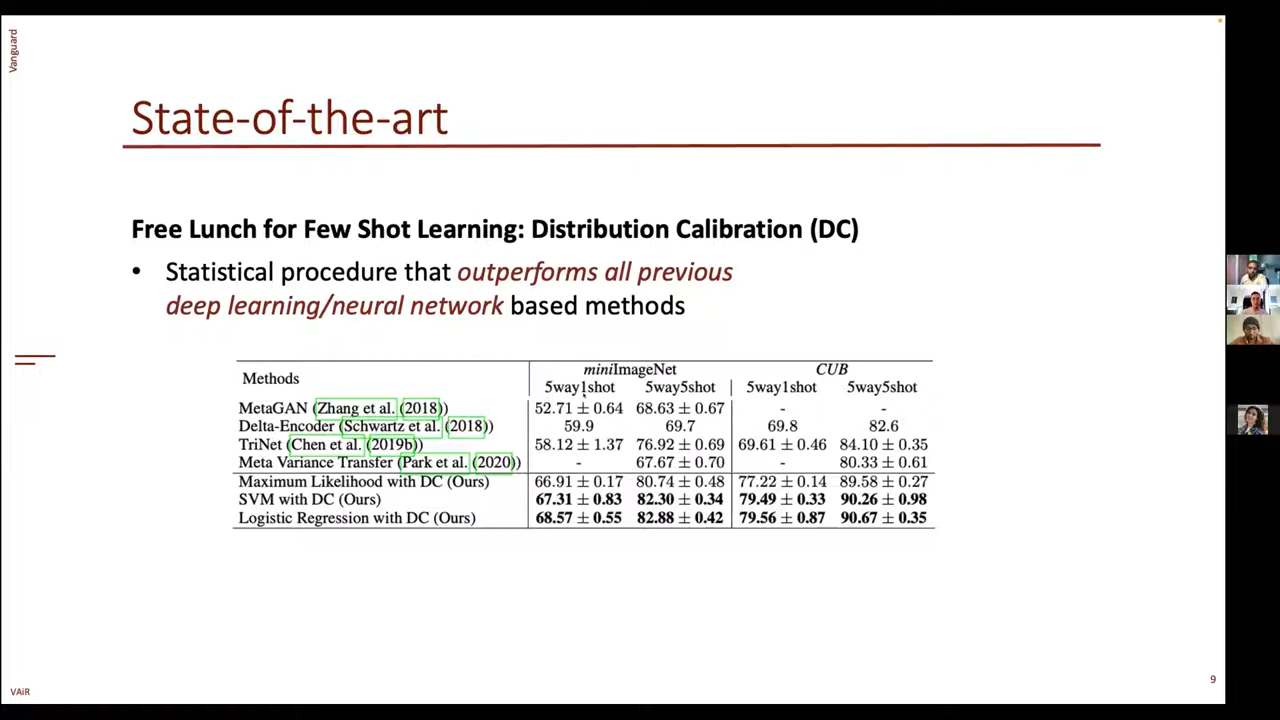 Vanguard
State-of-the-art
Free Lunch for Few Shot Learning: Distribution Calibration (DC)
• Statistical procedure that outperforms all previous
deep learning/neural network based methods
Methods miniImageNet CUB
5way1shot 5way5shot 5way1shot 5way5shot
MetaGAN (Zhang et al. (2018)) 52.71 ± 0.64 68.63 ± 0.67 - -
Delta-Encoder (Schwartz et al. (2018)) 59.9 69.7 69.8 82.6
TriNet (Chen et al. (2019b)) 58.12 ± 1.37 76.92 ± 0.69 69.61 ± 0.46 84.10 ± 0.35
Meta Variance Transfer (Park et al. (2020)) - 67.67 ± 0.70 - 80.33 ± 0.61
Maximum Likelihood with DC (Ours) 66.91 ± 0.17 80.74 ± 0.48 77.22 ± 0.14 89.58 ± 0.27
SVM with DC (Ours) 67.31 ± 0.83 82.30 ± 0.34 79.49 ± 0.33 90.26 ± 0.98
Logistic Regression with DC (Ours) 68.57 ± 0.55 82.88 ± 0.42 79.56 ± 0.87 90.67 ± 0.35
9
VAiR